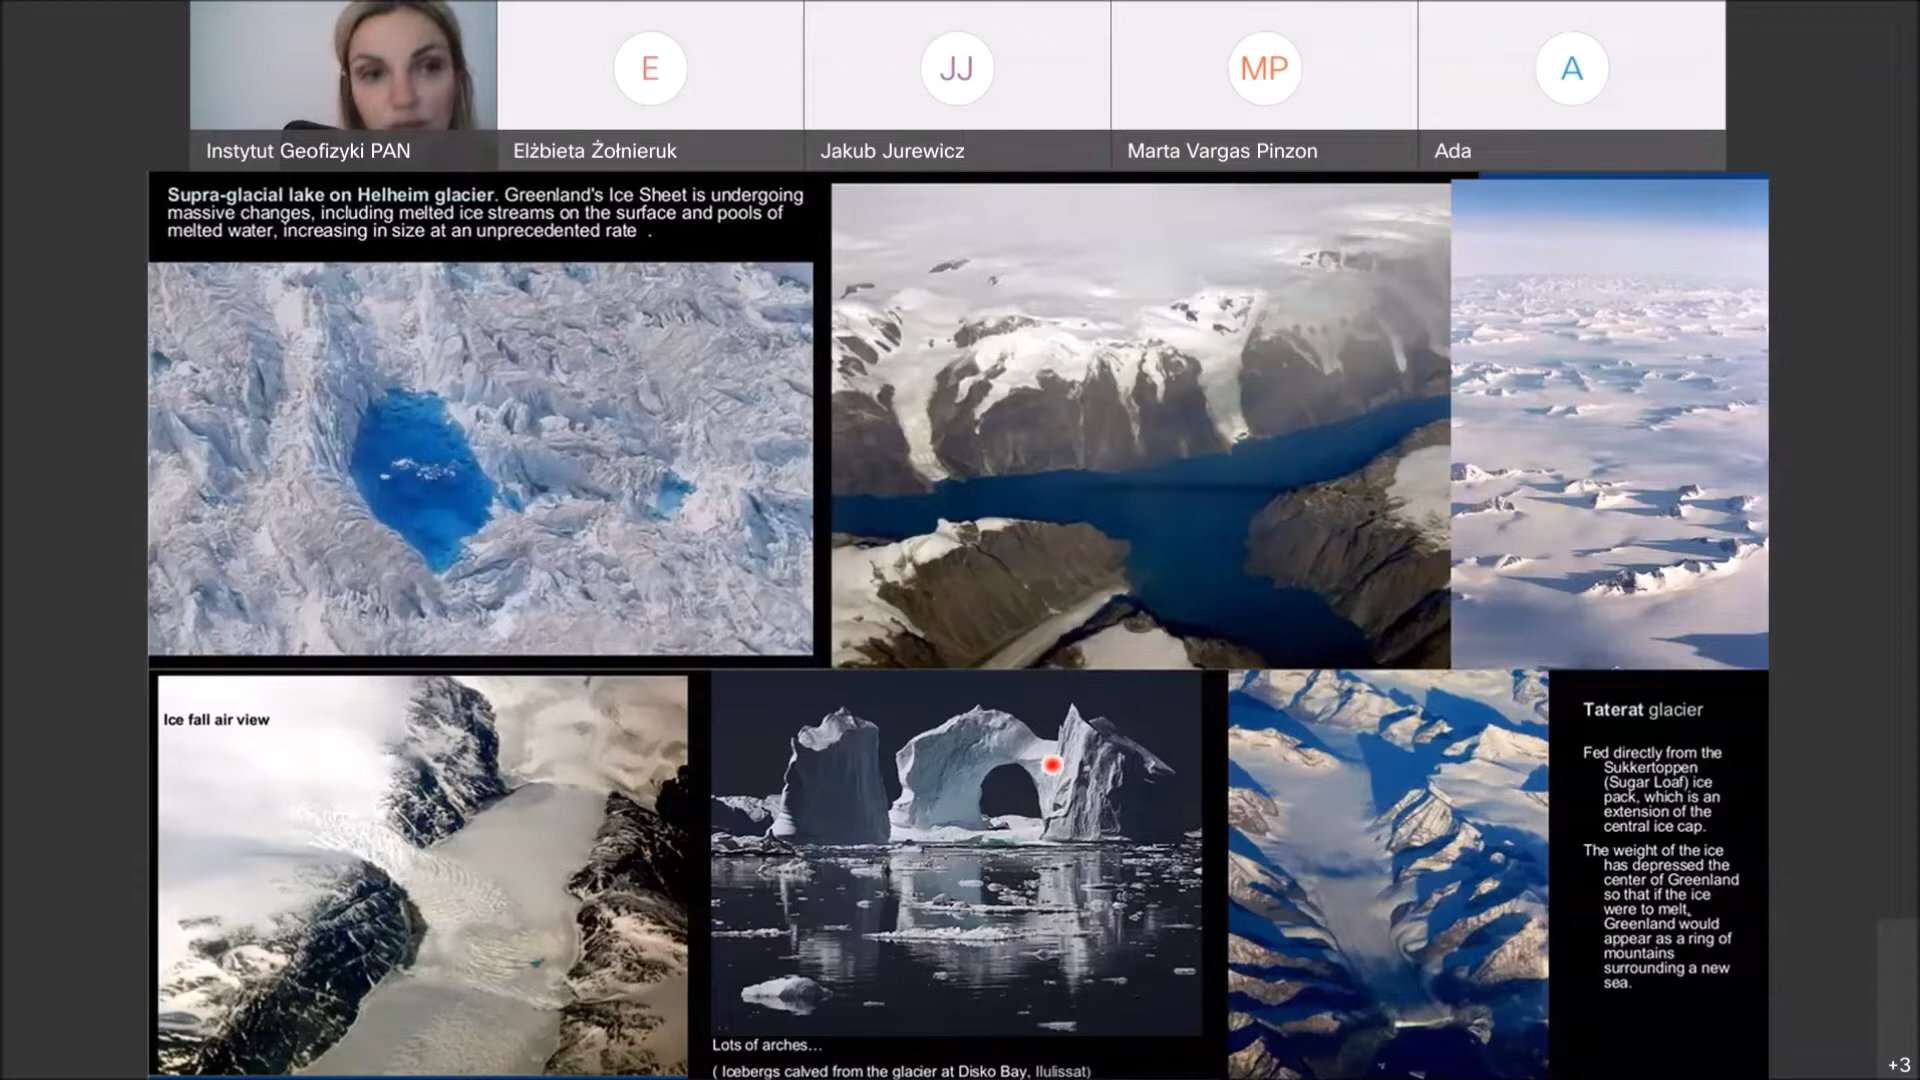 E
JJ
MP
A
Instytut Geofizyki PAN
Elżbieta Żołnieruk
Jakub Jurewicz
Marta Vargas Pinzon
Ada
Supra-glacial lake on Helheim glacier. Greenland's Ice Sheet is undergoing
massive changes, including melted ice streams on the surface and pools of
melted water, increasing in size at an unprecedented rate .
Ice fall air view
Lots of arches...
( Icebergs calved from the glacier at Disko Bay, Ilulissat)
Taterat glacier
Fed directly from the
Sukkertoppen
(Sugar Loaf) ice
pack, which is an
extension of the
central ice cap.
The weight of the ice
has depressed the
center of Greenland
so that if the ice
were to melt,
Greenland would
appear as a ring of
mountains
surrounding a new
sea.
+3